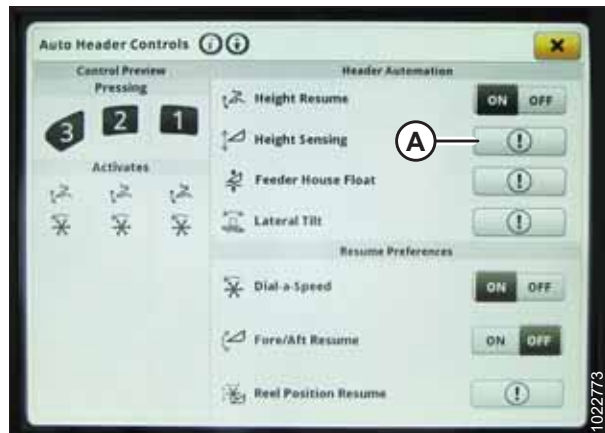 Auto Header Controls
Control Preview
Pressing
3 2 1
Activates
Header Automation
Height Resume ON OFF
Height Sensing
A
Feeder House Float
Lateral Tilt
Resume Preferences
Dial-a-Speed ON OFF
Fore/Aft Resume ON OFF
Reel Position Resume
1022773